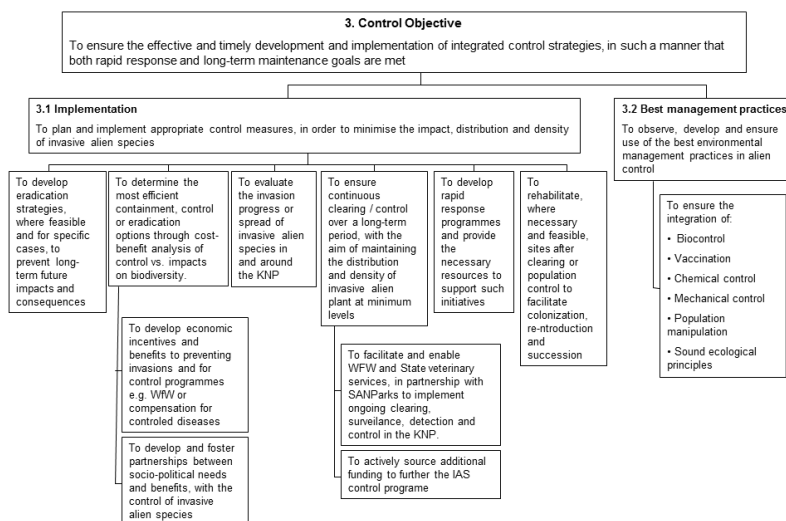 3. Control Objective
To ensure the effective and timely development and implementation of integrated control strategies, in such a manner that
both rapid response and long-term maintenance goals are met
3.1 Implementation
To plan and implement appropriate control measures, in order to minimise the impact, distribution and density
of invasive alien species
3.2 Best management practices
To observe, develop and ensure
use of the best environmental
management practices in alien
control
To develop
eradication
strategies,
where feasible
and for specific
cases, to
prevent long-
term future
impacts and
consequences
To determine the
most efficient
containment, control
or eradication
options through cost-
benefit analysis of
control vs. impacts
on biodiversity.
To evaluate
the invasion
progress or
spread of
invasive alien
species in
and around
the KNP
To ensure
continuous
clearing / control
over a long-term
period, with the
aim of maintaining
the distribution
and density of
invasive alien
plant at minimum
levels
To develop
rapid
response
programmes
and provide
the
necessary
resources to
support such
initiatives
To
rehabilitate,
where
necessary
and feasible,
sites after
clearing or
population
control to
facilitate
colonization,
re-ntroduction
and
succession
To ensure the
integration of:
• Biocontrol
• Vaccination
• Chemical control
• Mechanical control
• Population
manipulation
• Sound ecological
principles
To develop economic
incentives and
benefits to preventing
invasions and for
control programmes
e.g. WfW or
compensation for
controled diseases
To develop and foster
partnerships between
socio-political needs
and benefits, with the
control of invasive
alien species
To facilitate and enable
WFW and State veterinary
services, in partnership with
SANParks to implement
ongoing clearing,
surveilance, detection and
control in the KNP.
To actively source additional
funding to further the IAS
control programe